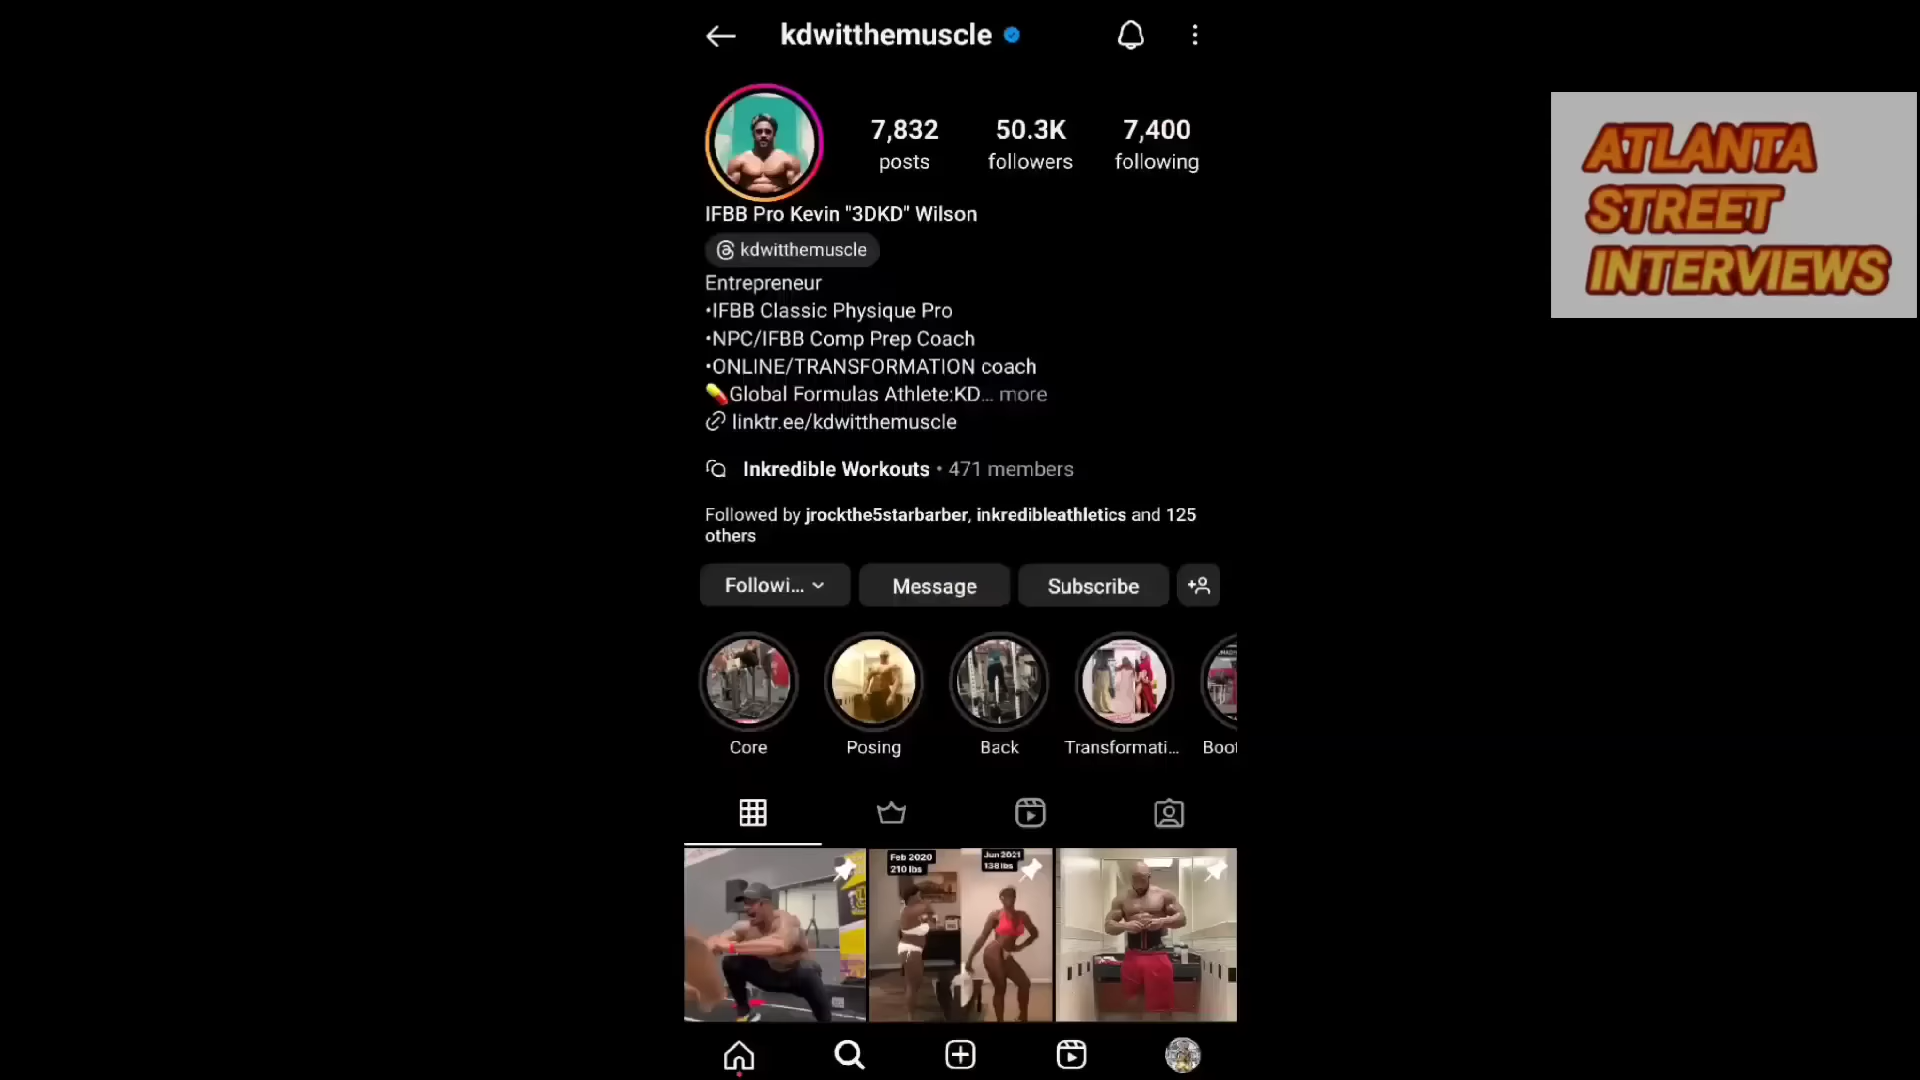 kdwitthemuscle
7,832
posts
50.3K
followers
7,400
following
IFBB Pro Kevin "3DKD" Wilson
kdwitthemuscle
Entrepreneur
•IFBB Classic Physique Pro
•NPC/IFBB Comp Prep Coach
•ONLINE/TRANSFORMATION coach
💊Global Formulas Athlete:KD... more
linktr.ee/kdwitthemuscle
Inkredible Workouts • 471 members
Followed by jrockthe5starbarber, inkredibleathletics and 125
others
Followi...
Message
Subscribe
Core
Posing
Back
Transformati...
Boot
Feb 2020
210 lbs
Jun 2021
138 lbs
ATLANTA
STREET
INTERVIEWS